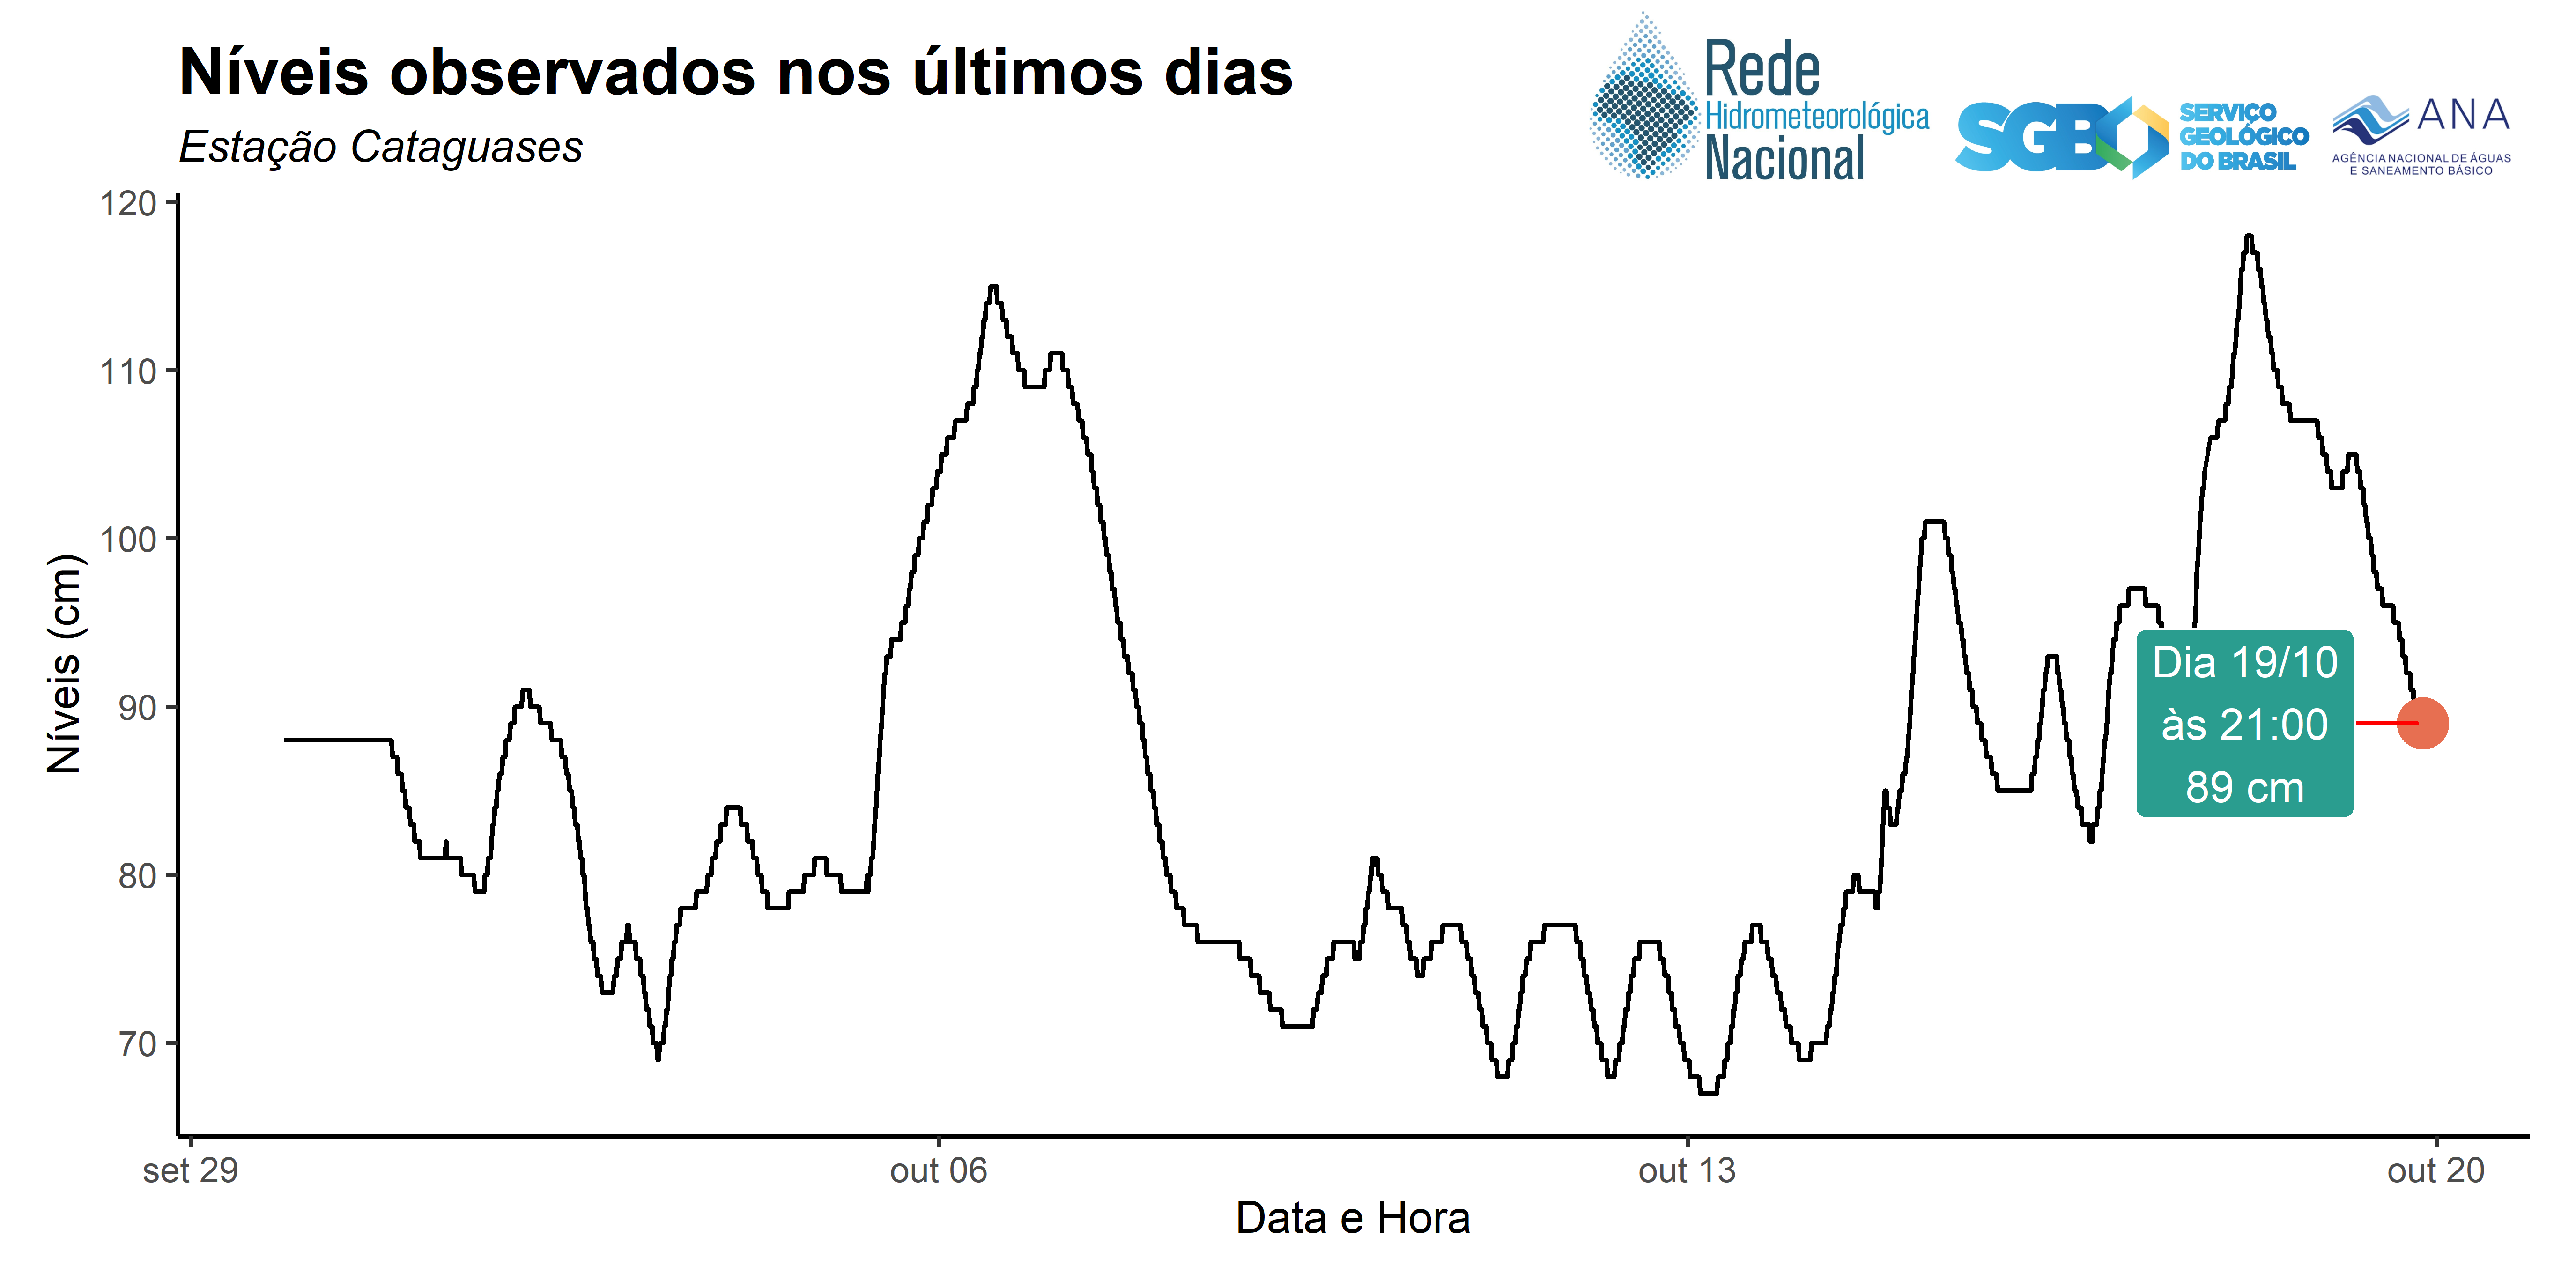 Níveis observados nos últimos dias
Estação Cataguases
Rede
Hidrometeorológica
Nacional
SGB
SERVIÇO
GEOLÓGICO
DO BRASIL
ANA
AGÊNCIA NACIONAL DE ÁGUAS
E SANEAMENTO BÁSICO
120
110
100
90
80
70
Níveis (cm)
Dia 19/10
às 21:00
89 cm
set 29
out 06
out 13
out 20
Data e Hora